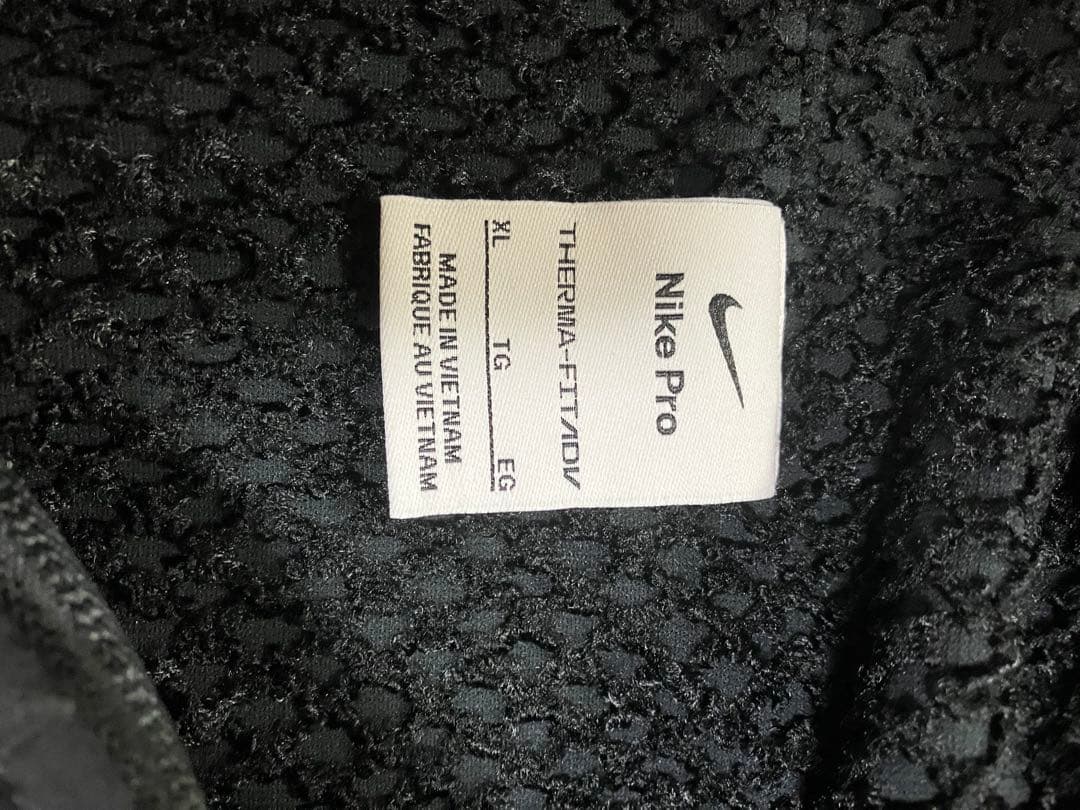 Nike Pro
THERMA-FIT ADV
XL TG EG
MADE IN VIETNAM
FABRIQUE AU VIETNAM